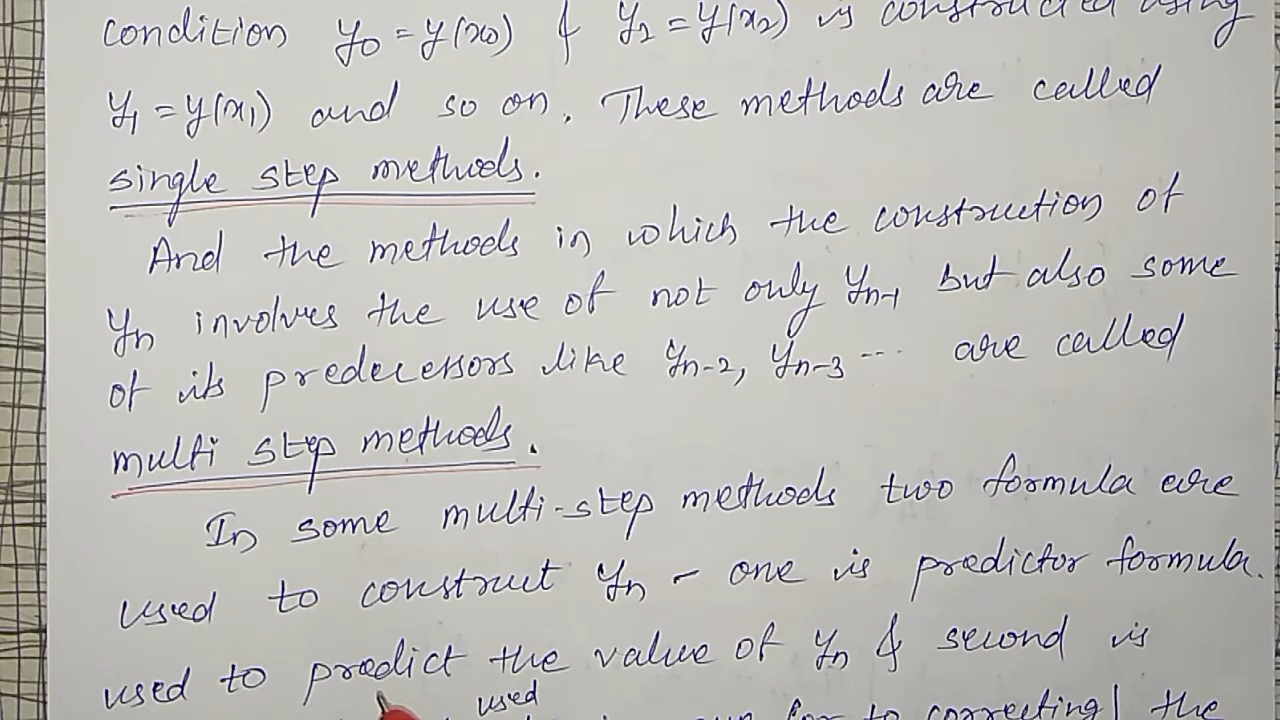 condition y₀ = y(x₀) & y₂ = y(x₂) is constructed using
y₁ = y(x₁) and so on. These methods are called
single step methods.
And the methods in which the construction of
yₙ involves the use of not only yₙ₋₁ but also some
of its predecessors like yₙ₋₂, yₙ₋₃ --- are called
multi step methods.
In some multi-step methods two formula are
used to construct yₙ - one is predictor formula.
used to predict the value of yₙ & second is
used
to correcting the